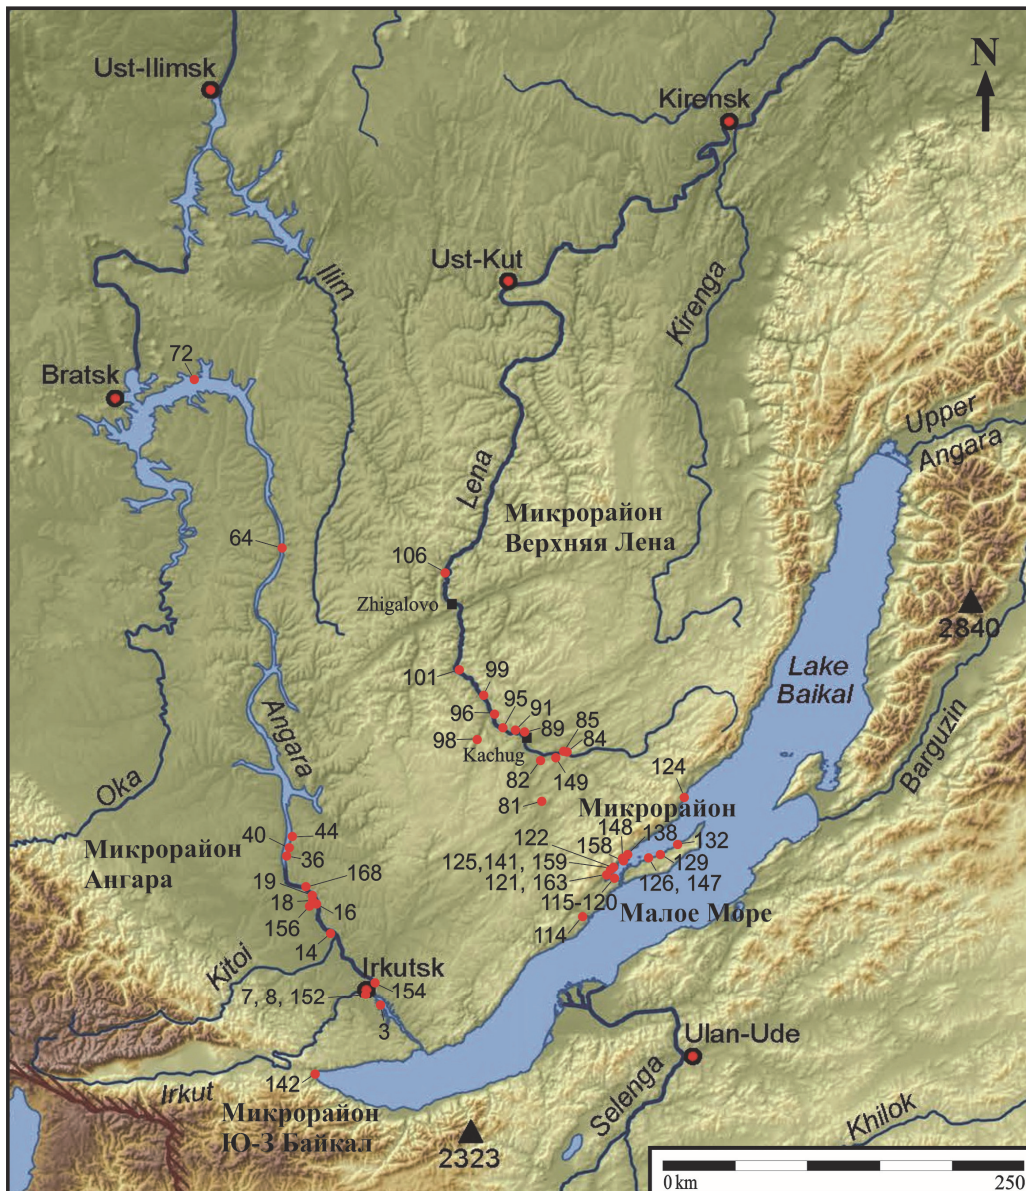 N
Ust-Ilimsk
Kirensk
Ust-Kut
Ilim
Kirenga
72
Bratsk
Upper
Angara
Lena
Микрорайон
Верхняя Лена
64
106
Zhigalovo
2840
Lake
Baikal
101
99
96
95
91
89
85
84
98
Kachug
82
149
81
124
Barguzin
Angara
Oka
Микрорайон
44
40
36
148
138
132
122
158
Микрорайон
Ангара
125, 141, 159
129
168
19
121, 163
126, 147
18
16
115-120
Малое Море
156
114
14
Kitoi
Irkutsk
154
7, 8, 152
3
Ulan-Ude
142
Irkut
Selenga
Микрорайон
Ю-З Байкал
Khilok
2323
0 km
250